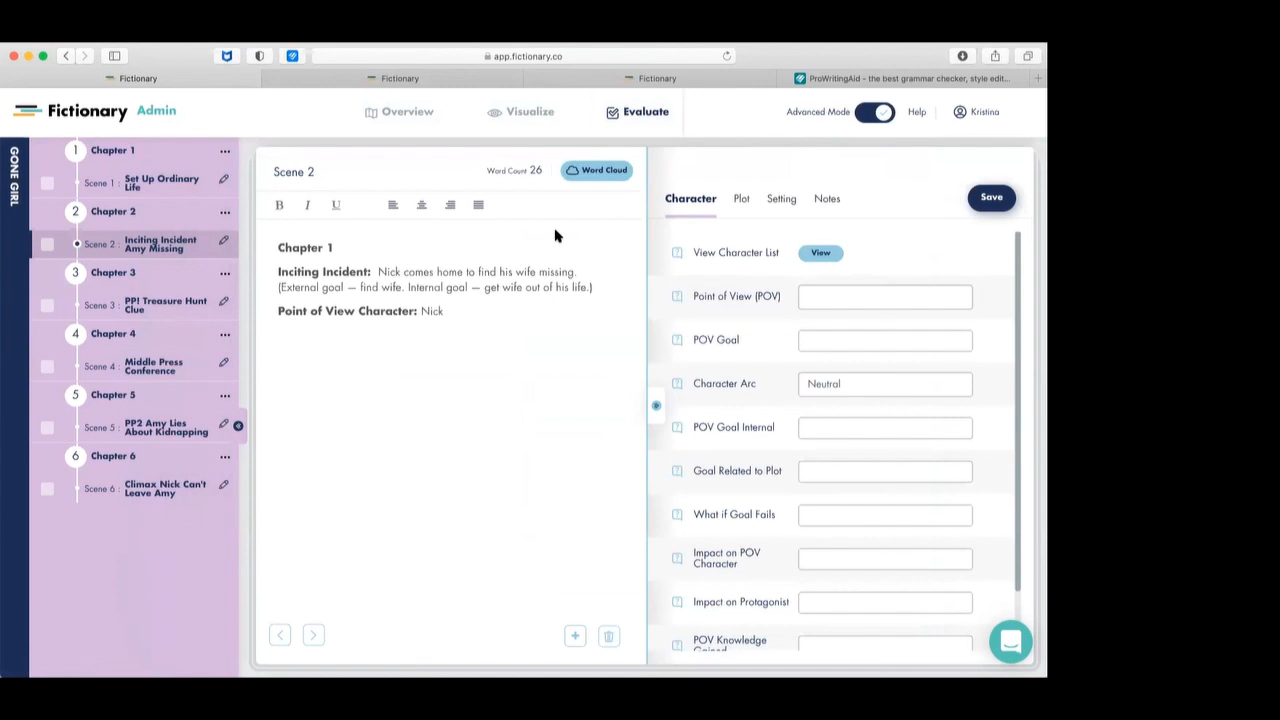 app.fictionary.co
Fictionary
Fictionary
Fictionary
ProWritingAid - the best grammar checker, style edit...
Fictionary Admin
Overview
Visualize
Evaluate
Advanced Mode
Help
Kristina
GONE GIRL
1 Chapter 1 ...
Scene 1 : Set Up Ordinary
Life
2 Chapter 2 ...
Scene 2 : Inciting Incident
Amy Missing
3 Chapter 3 ...
Scene 3 : PP1 Treasure Hunt
Clue
4 Chapter 4 ...
Scene 4 : Middle Press
Conference
5 Chapter 5 ...
Scene 5 : PP2 Amy Lies
About Kidnapping
6 Chapter 6 ...
Scene 6 : Climax Nick Can't
Leave Amy
Scene 2
Word Count 26
Word Cloud
B I U
Chapter 1
Inciting Incident: Nick comes home to find his wife missing.
(External goal — find wife. Internal goal — get wife out of his life.)
Point of View Character: Nick
Character Plot Setting Notes
Save
View Character List View
Point of View (POV)
POV Goal
Character Arc Neutral
POV Goal Internal
Goal Related to Plot
What if Goal Fails
Impact on POV
Character
Impact on Protagonist
POV Knowledge
Gained